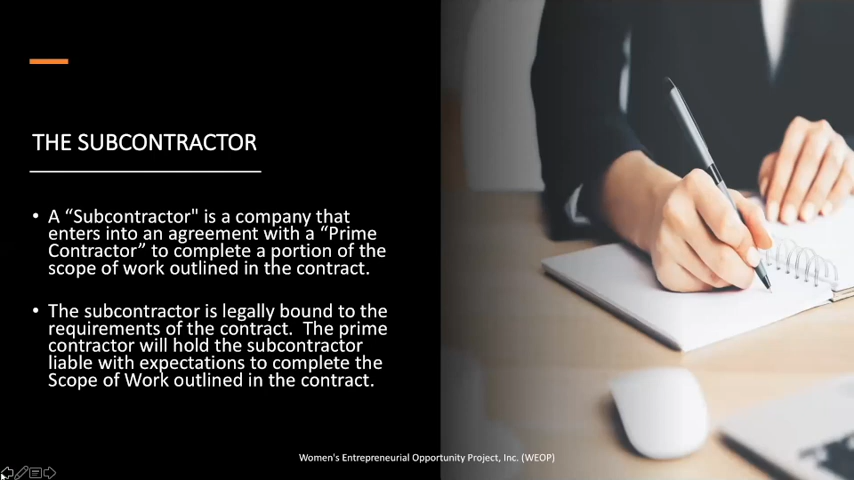 THE SUBCONTRACTOR
• A “Subcontractor" is a company that
enters into an agreement with a “Prime
Contractor” to complete a portion of the
scope of work outlined in the contract.
• The subcontractor is legally bound to the
requirements of the contract.  The prime
contractor will hold the subcontractor
liable with expectations to complete the
Scope of Work outlined in the contract.
Women's Entrepreneurial Opportunity Project, Inc. (WEOP)